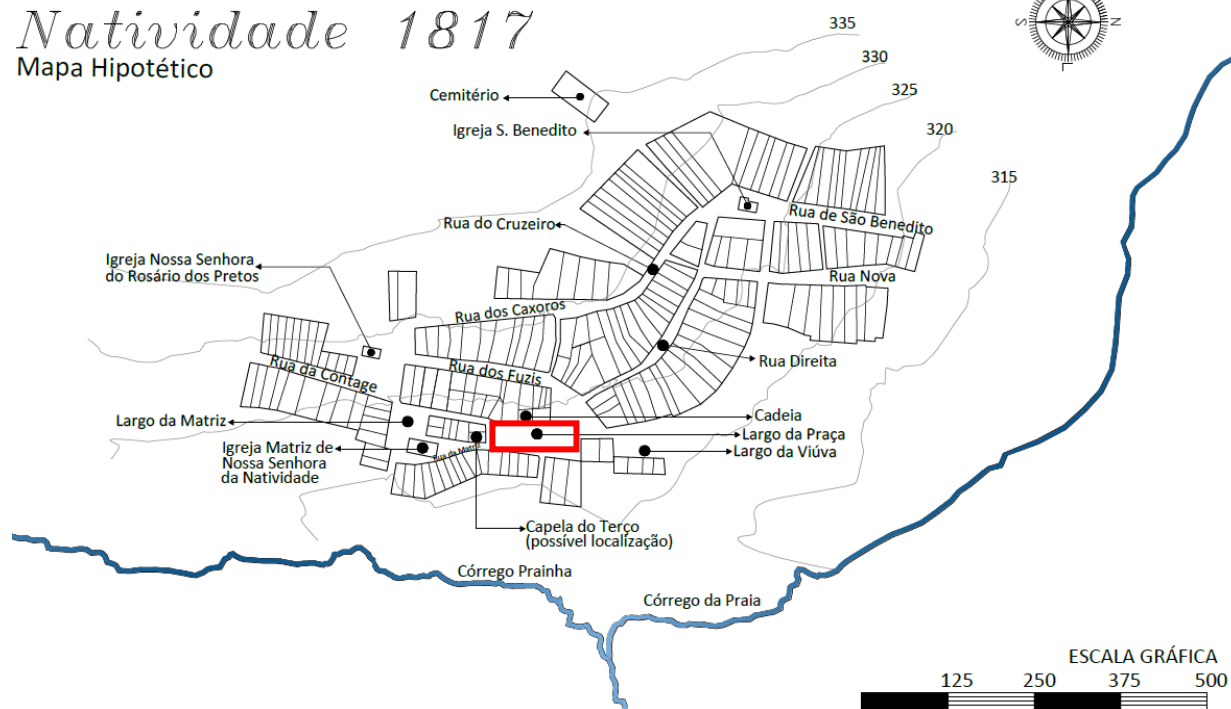 Natividade 1817
Mapa Hipotético
S
N
L
335
330
325
320
315
Cemitério
Igreja S. Benedito
Rua de São Benedito
Rua do Cruzeiro
Igreja Nossa Senhora
do Rosário dos Pretos
Rua Nova
Rua dos Caxoros
Rua Direita
Rua dos Fuzis
Rua da Contage
Cadeia
Largo da Matriz
Largo da Praça
Igreja Matriz de
Nossa Senhora
da Natividade
Rua da Matriz
Largo da Viúva
Capela do Terço
(possível localização)
Córrego Prainha
Córrego da Praia
ESCALA GRÁFICA
125 250 375 500